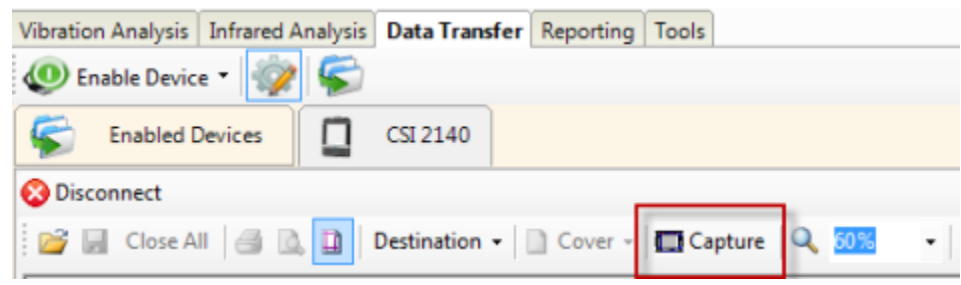 Vibration Analysis Infrared Analysis Data Transfer Reporting Tools
Enable Device
Enabled Devices CSI 2140
Disconnect
Close All Destination Cover Capture 60%